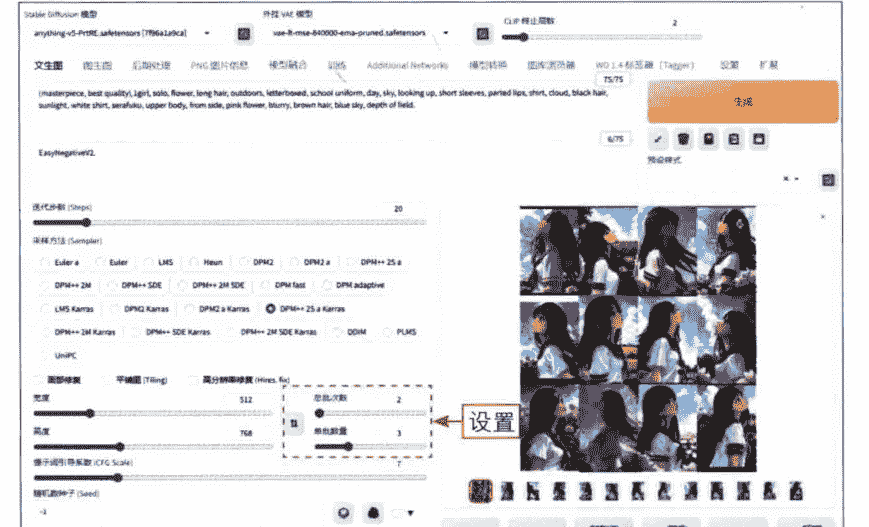 Stable Diffusion 模型
外挂 VAE 模型
CLIP 终止层数
2
anything-v5-PrtRE.safetensors [7f96a1a9ca]
vae-ft-mse-840000-ema-pruned.safetensors
文生图 图生图 后期处理 PNG 图片信息 模型融合 训练 Additional Networks 模型转换 图库浏览器 WD 1.4 标签器 (Tagger) 设置 扩展
75/75
(masterpiece, best quality), 1girl, solo, flower, long hair, outdoors, letterboxed, school uniform, day, sky, looking up, short sleeves, parted lips, shirt, cloud, black hair,
sunlight, white shirt, serafuku, upper body, from side, pink flower, blurry, brown hair, blue sky, depth of field,
生成
6/75
EasyNegativeV2,
预设样式
迭代步数 (Steps)
20
采样方法 (Sampler)
Euler a Euler LMS Heun DPM2 DPM2 a DPM++ 2S a
DPM++ 2M DPM++ SDE DPM++ 2M SDE DPM fast DPM adaptive
LMS Karras DPM2 Karras DPM2 a Karras DPM++ 2S a Karras
DPM++ 2M Karras DPM++ SDE Karras DPM++ 2M SDE Karras DDIM PLMS
UniPC
面部修复 平铺图 (Tiling) 高分辨率修复 (Hires. fix)
宽度
512
总批次数
2
设置
高度
768
单批数量
3
提示词引导系数 (CFG Scale)
7
随机数种子 (Seed)
-1